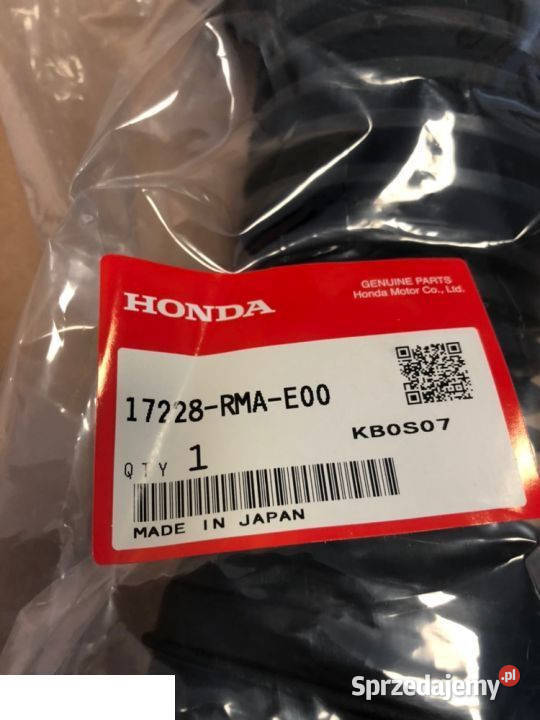 GENUINE PARTS
Honda Motor Co., Ltd.
HONDA
17228-RMA-E00
KB0S07
QTY 1
MADE IN JAPAN
Sprzedajemy.pl